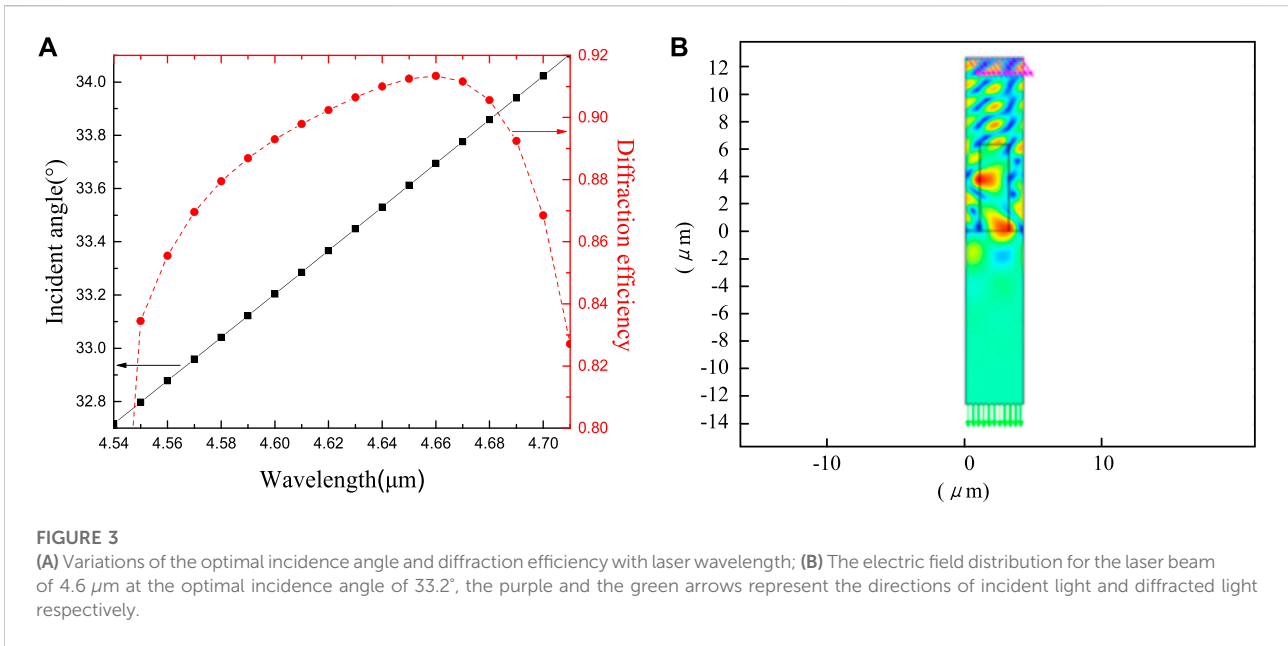 A
34.0
33.8
33.6
33.4
33.2
33.0
32.8
Incident angle(°)
4.54 4.56 4.58 4.60 4.62 4.64 4.66 4.68 4.70
Wavelength(μm)
0.92
0.90
0.88
0.86
0.84
0.82
0.80
Diffraction efficiency
B
12
10
8
6
4
2
0
-2
-4
-6
-8
-10
-12
-14
(μm)
-10 0 10
(μm)
FIGURE 3
(A) Variations of the optimal incidence angle and diffraction efficiency with laser wavelength; (B) The electric field distribution for the laser beam
of 4.6 μm at the optimal incidence angle of 33.2°, the purple and the green arrows represent the directions of incident light and diffracted light
respectively.